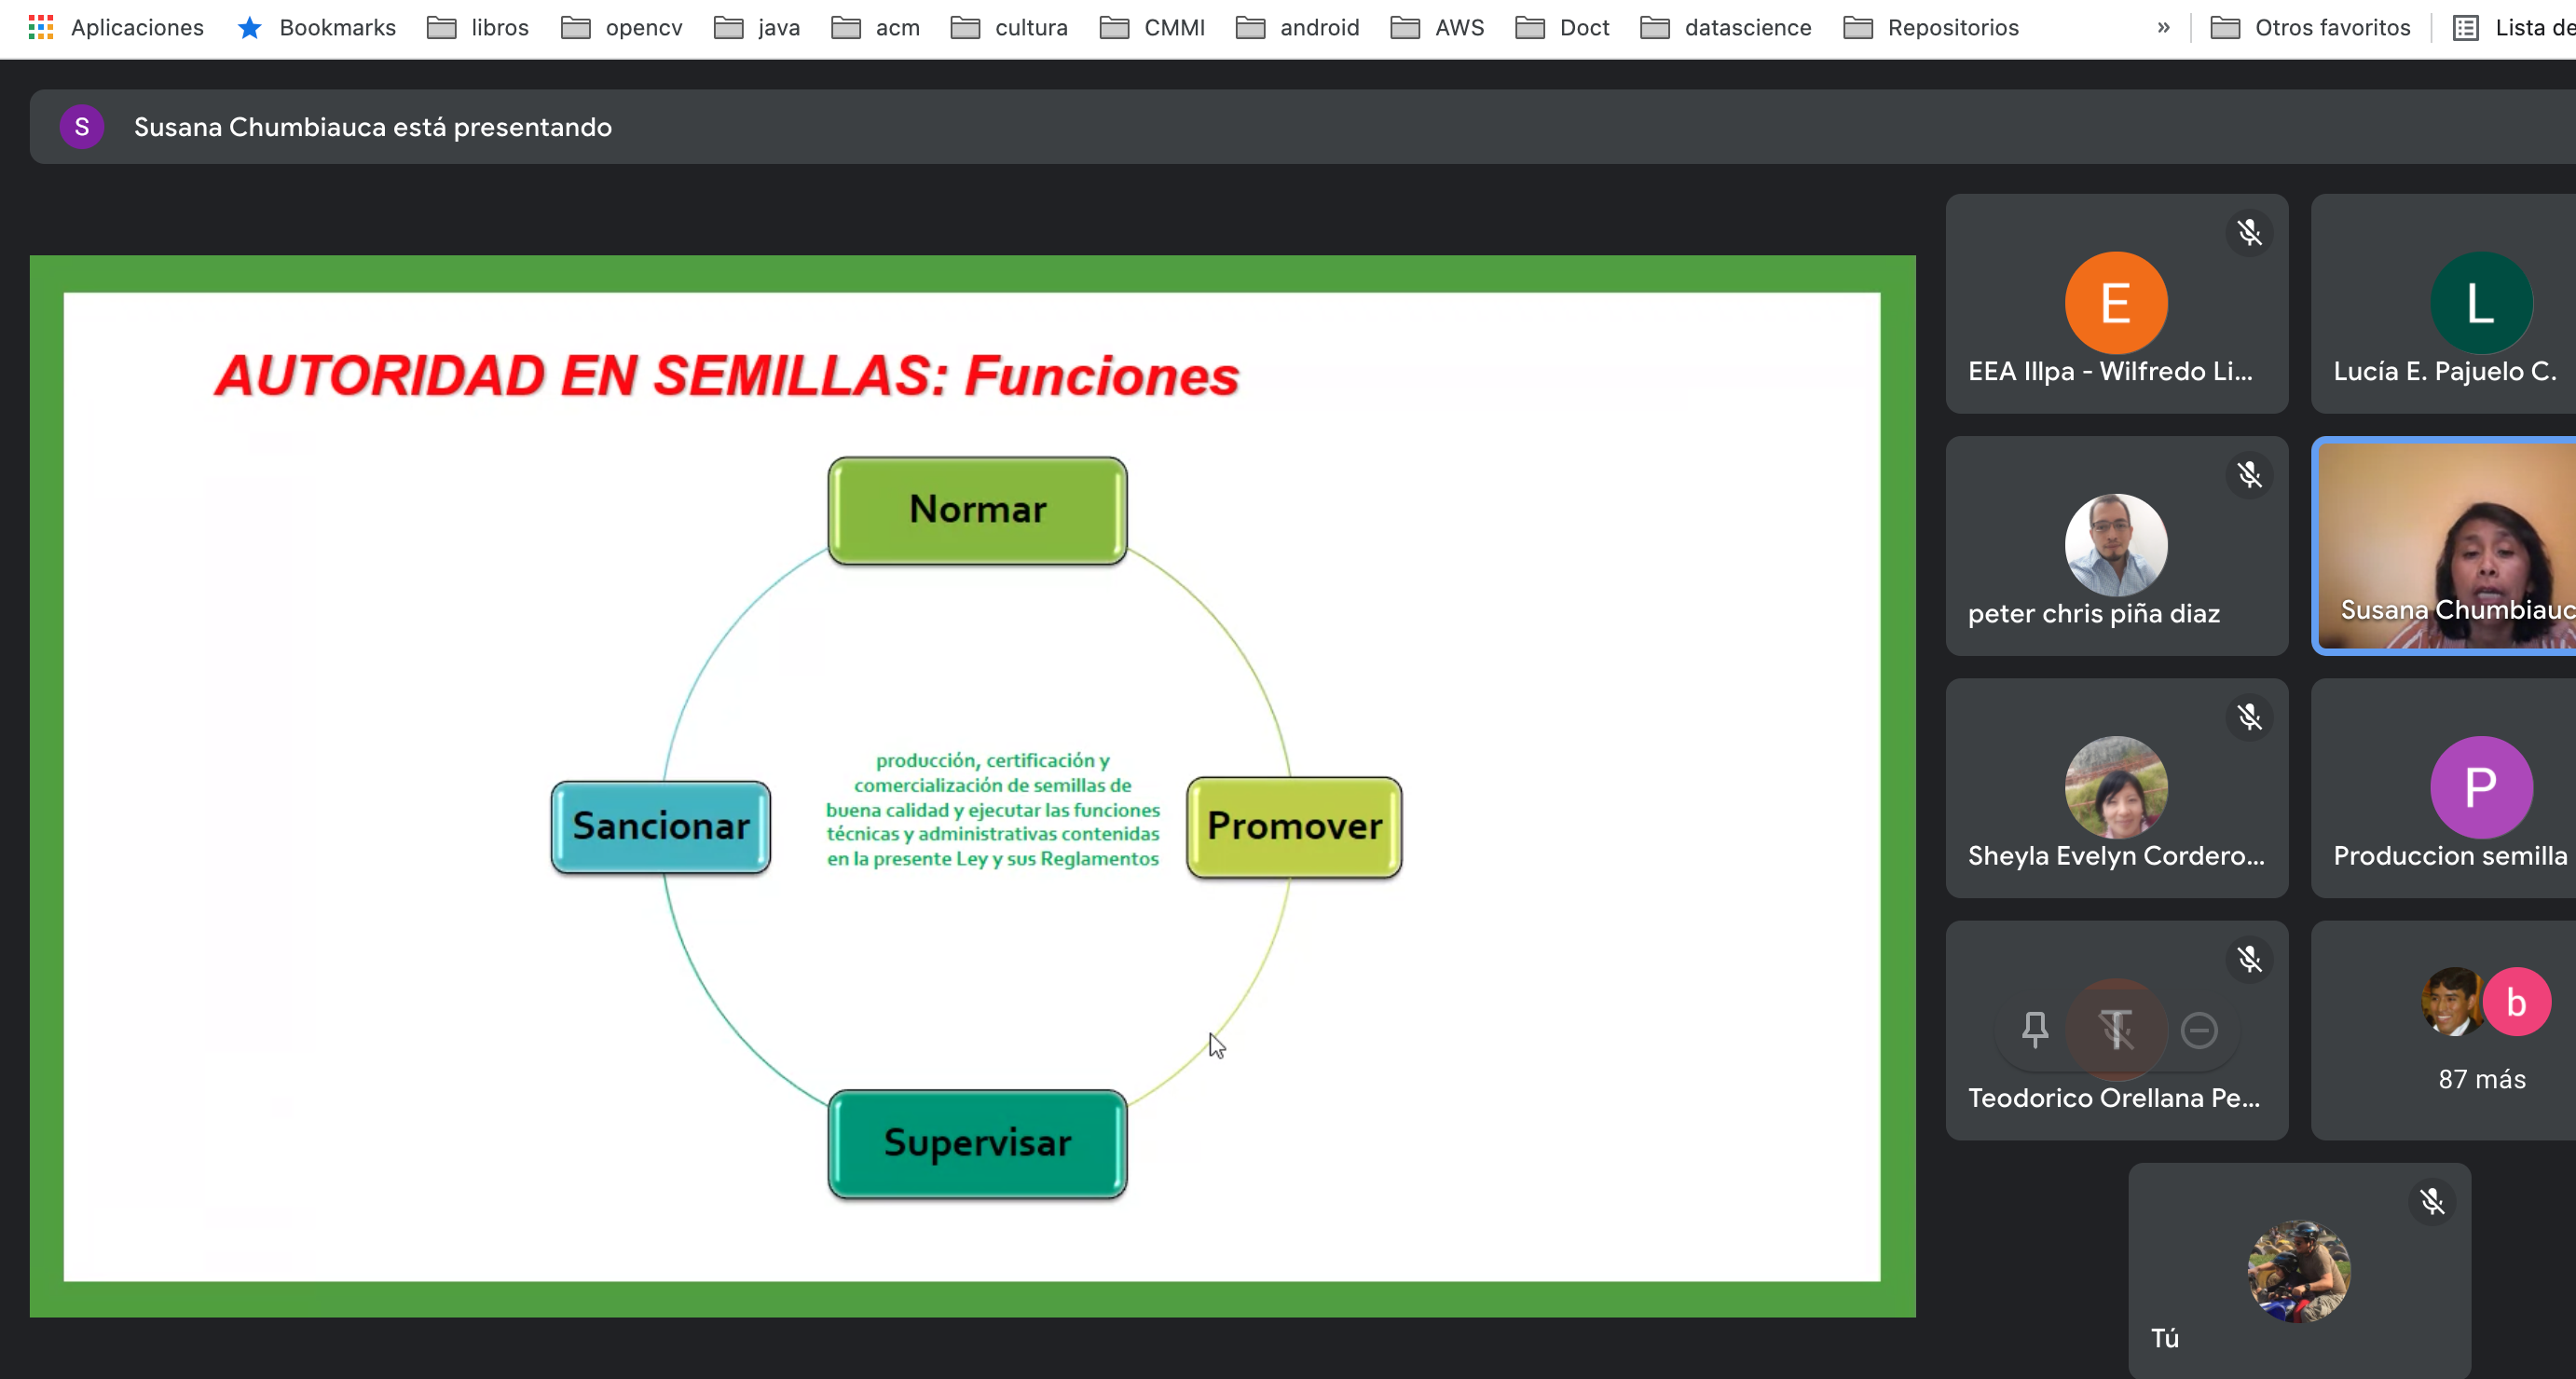 Aplicaciones Bookmarks libros opencv java acm cultura CMMI android AWS Doct datascience Repositorios » Otros favoritos Lista de
S Susana Chumbiauca está presentando
AUTORIDAD EN SEMILLAS: Funciones
Normar
Sancionar
producción, certificación y
comercialización de semillas de
buena calidad y ejecutar las funciones
técnicas y administrativas contenidas
en la presente Ley y sus Reglamentos
Promover
Supervisar
E
EEA Illpa - Wilfredo Li...
L
Lucía E. Pajuelo C.
peter chris piña diaz
Susana Chumbiauc
Sheyla Evelyn Cordero...
P
Produccion semilla
T
Teodorico Orellana Pe...
b
87 más
Tú